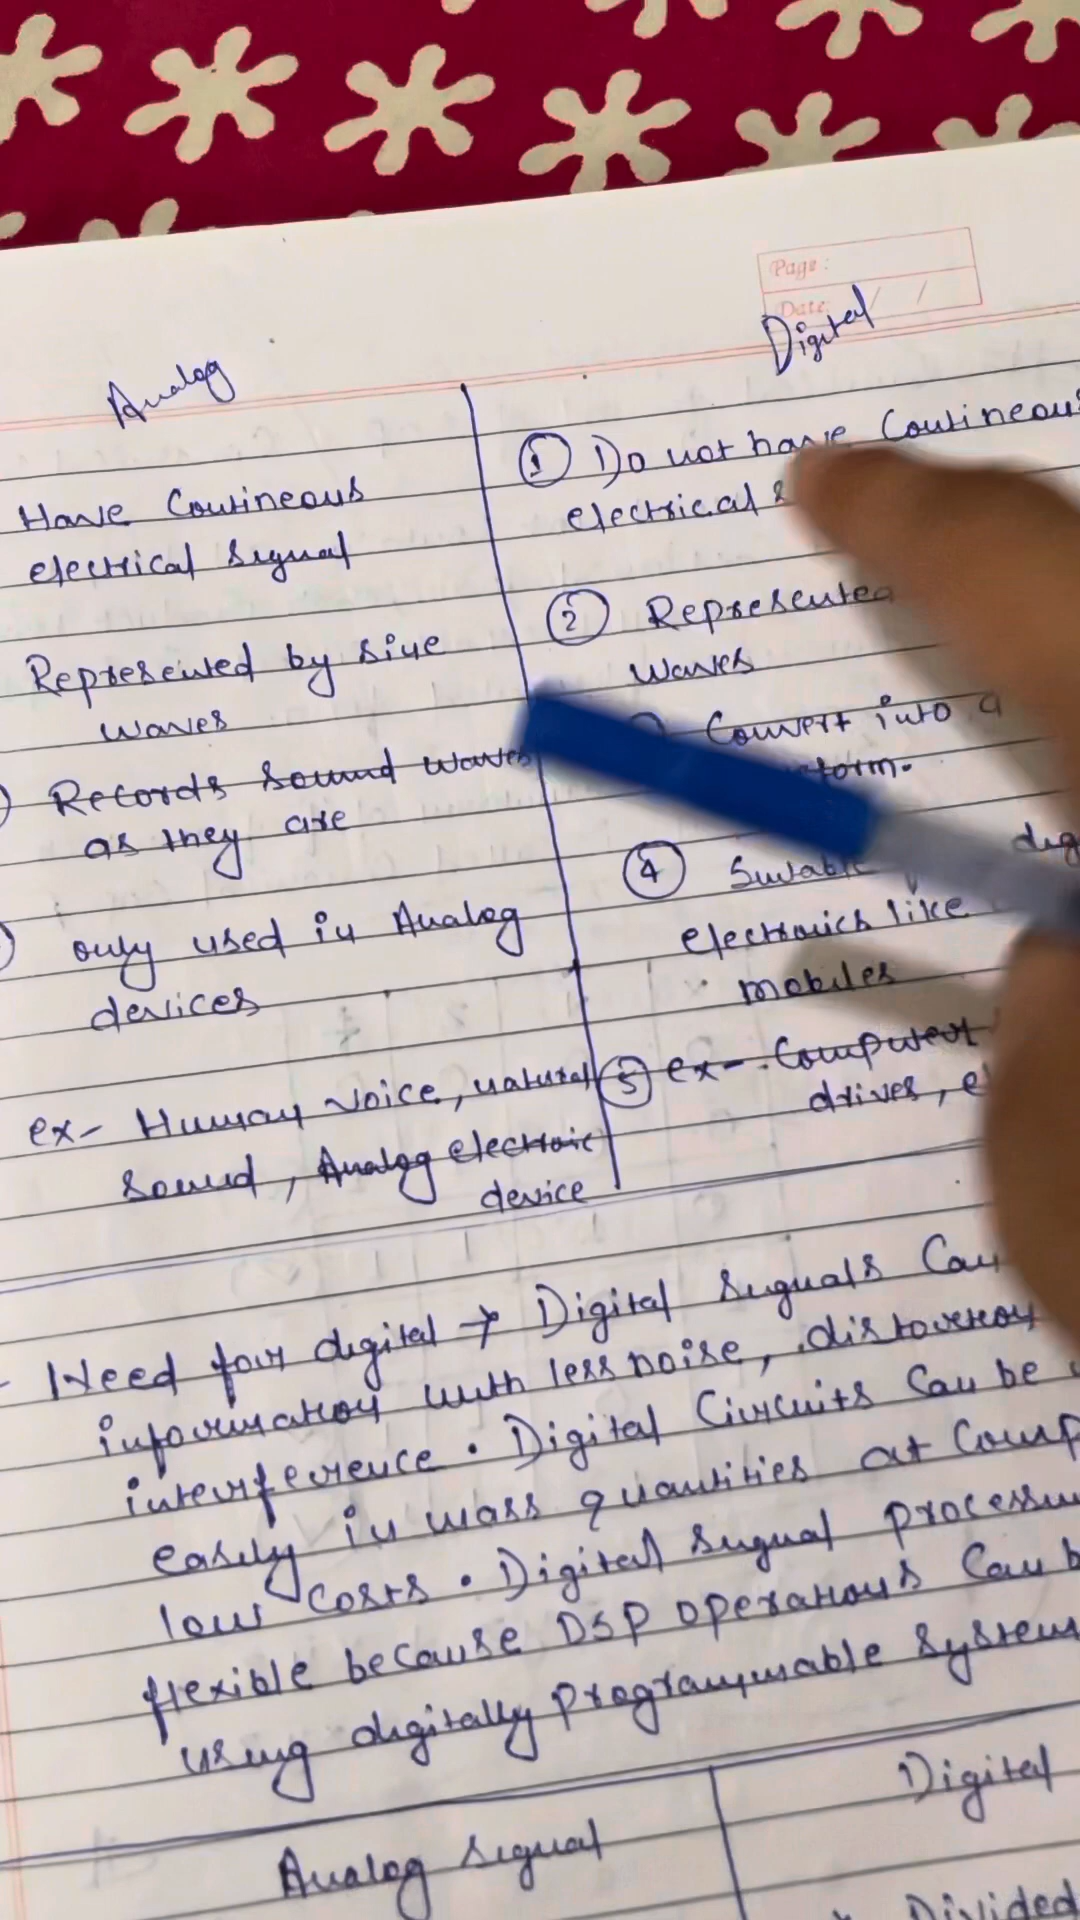 Page :
Date / /
Analog
Digital
Have Contineous
electrical signal
Represented by sine
waves
Records sound waves
as they are
only used in Analog
devices
ex- Human voice, natural
sound, Analog electronic
device
① Do not have Contineous
electrical
② Represented
waves
Convert into a
form.
④ Suitable
electronics like
mobiles
⑤ ex- Computer
drives,
Need for digital → Digital signals Can
information with less noise, distortion
interference. Digital Circuits Can be
easily in mass quantities at
low costs. Digital signal
flexible because DSP operations Can
using digitally programmable
Analog signal
Digital
Divided